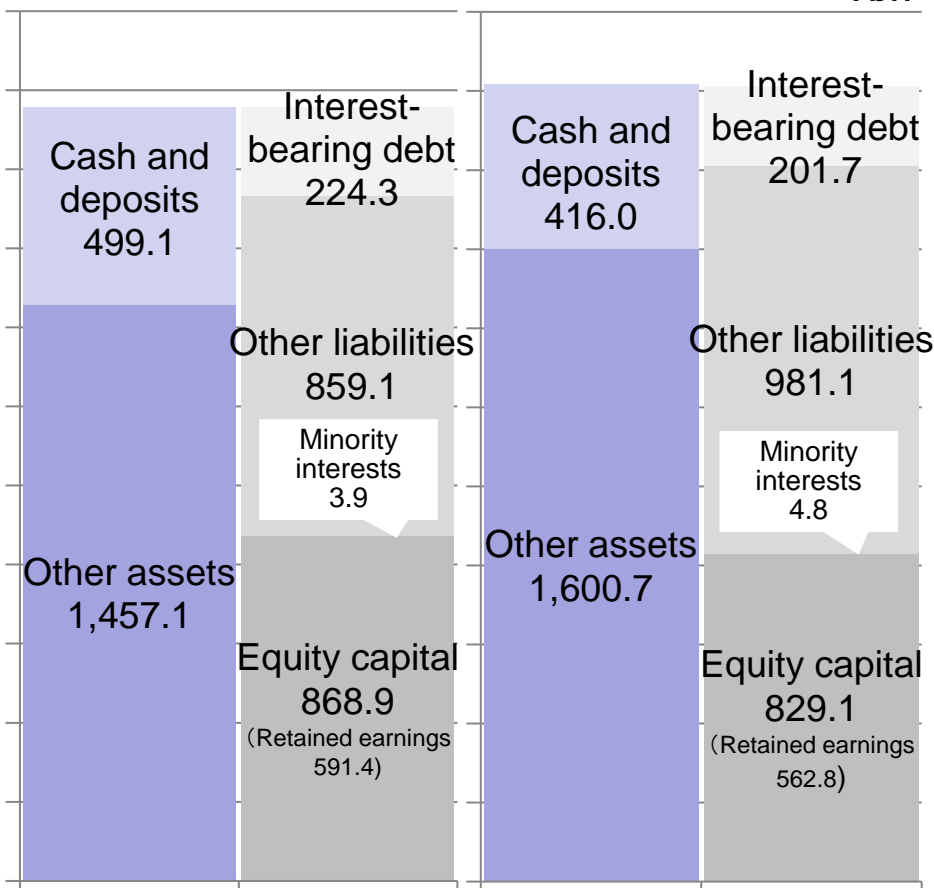 Cash and
deposits
499.1
Other assets
1,457.1
Interest-
bearing debt
224.3
Other liabilities
859.1
Minority
interests
3.9
Equity capital
868.9
（Retained earnings
591.4)
Cash and
deposits
416.0
Other assets
1,600.7
Interest-
bearing debt
201.7
Other liabilities
981.1
Minority
interests
4.8
Equity capital
829.1
（Retained earnings
562.8)